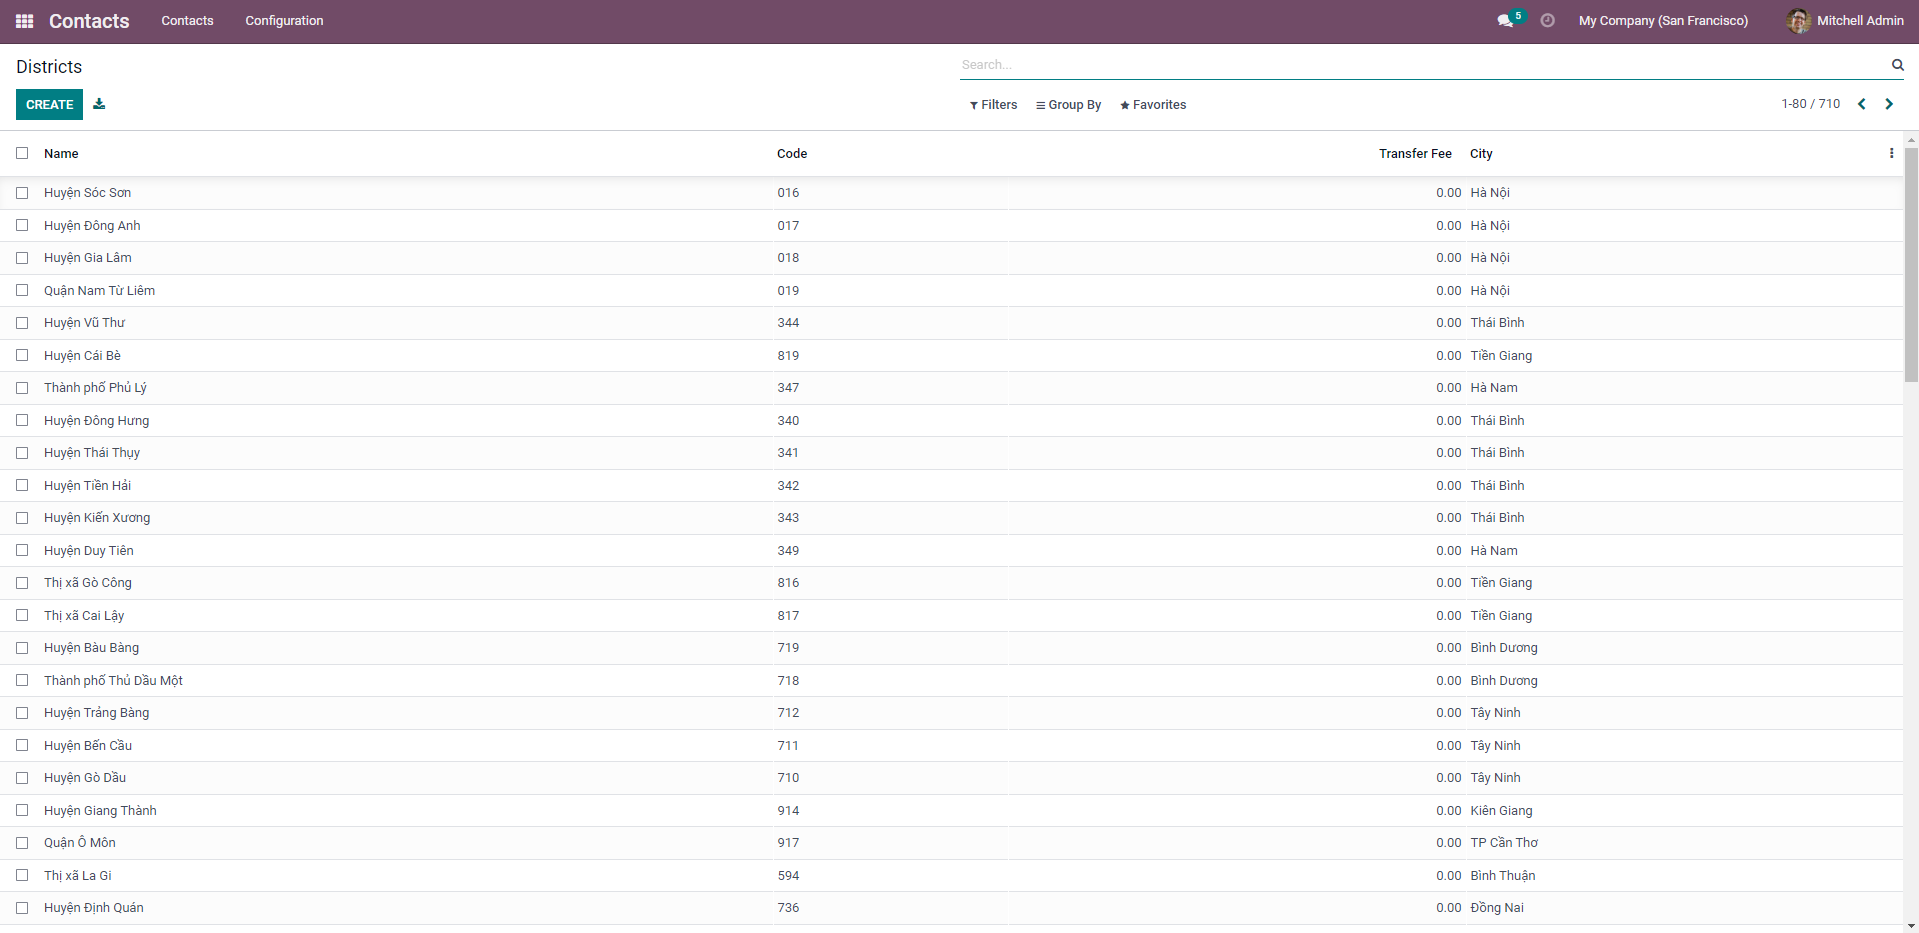 Contacts Contacts Configuration 5 My Company (San Francisco) Mitchell Admin
Districts Search...
CREATE Filters Group By Favorites 1-80 / 710
Name Code Transfer Fee City
Huyện Sóc Sơn 016 0.00 Hà Nội
Huyện Đông Anh 017 0.00 Hà Nội
Huyện Gia Lâm 018 0.00 Hà Nội
Quận Nam Từ Liêm 019 0.00 Hà Nội
Huyện Vũ Thư 344 0.00 Thái Bình
Huyện Cái Bè 819 0.00 Tiền Giang
Thành phố Phủ Lý 347 0.00 Hà Nam
Huyện Đông Hưng 340 0.00 Thái Bình
Huyện Thái Thụy 341 0.00 Thái Bình
Huyện Tiền Hải 342 0.00 Thái Bình
Huyện Kiến Xương 343 0.00 Thái Bình
Huyện Duy Tiên 349 0.00 Hà Nam
Thị xã Gò Công 816 0.00 Tiền Giang
Thị xã Cai Lậy 817 0.00 Tiền Giang
Huyện Bàu Bàng 719 0.00 Bình Dương
Thành phố Thủ Dầu Một 718 0.00 Bình Dương
Huyện Trảng Bàng 712 0.00 Tây Ninh
Huyện Bến Cầu 711 0.00 Tây Ninh
Huyện Gò Dầu 710 0.00 Tây Ninh
Huyện Giang Thành 914 0.00 Kiên Giang
Quận Ô Môn 917 0.00 TP Cần Thơ
Thị xã La Gi 594 0.00 Bình Thuận
Huyện Định Quán 736 0.00 Đồng Nai